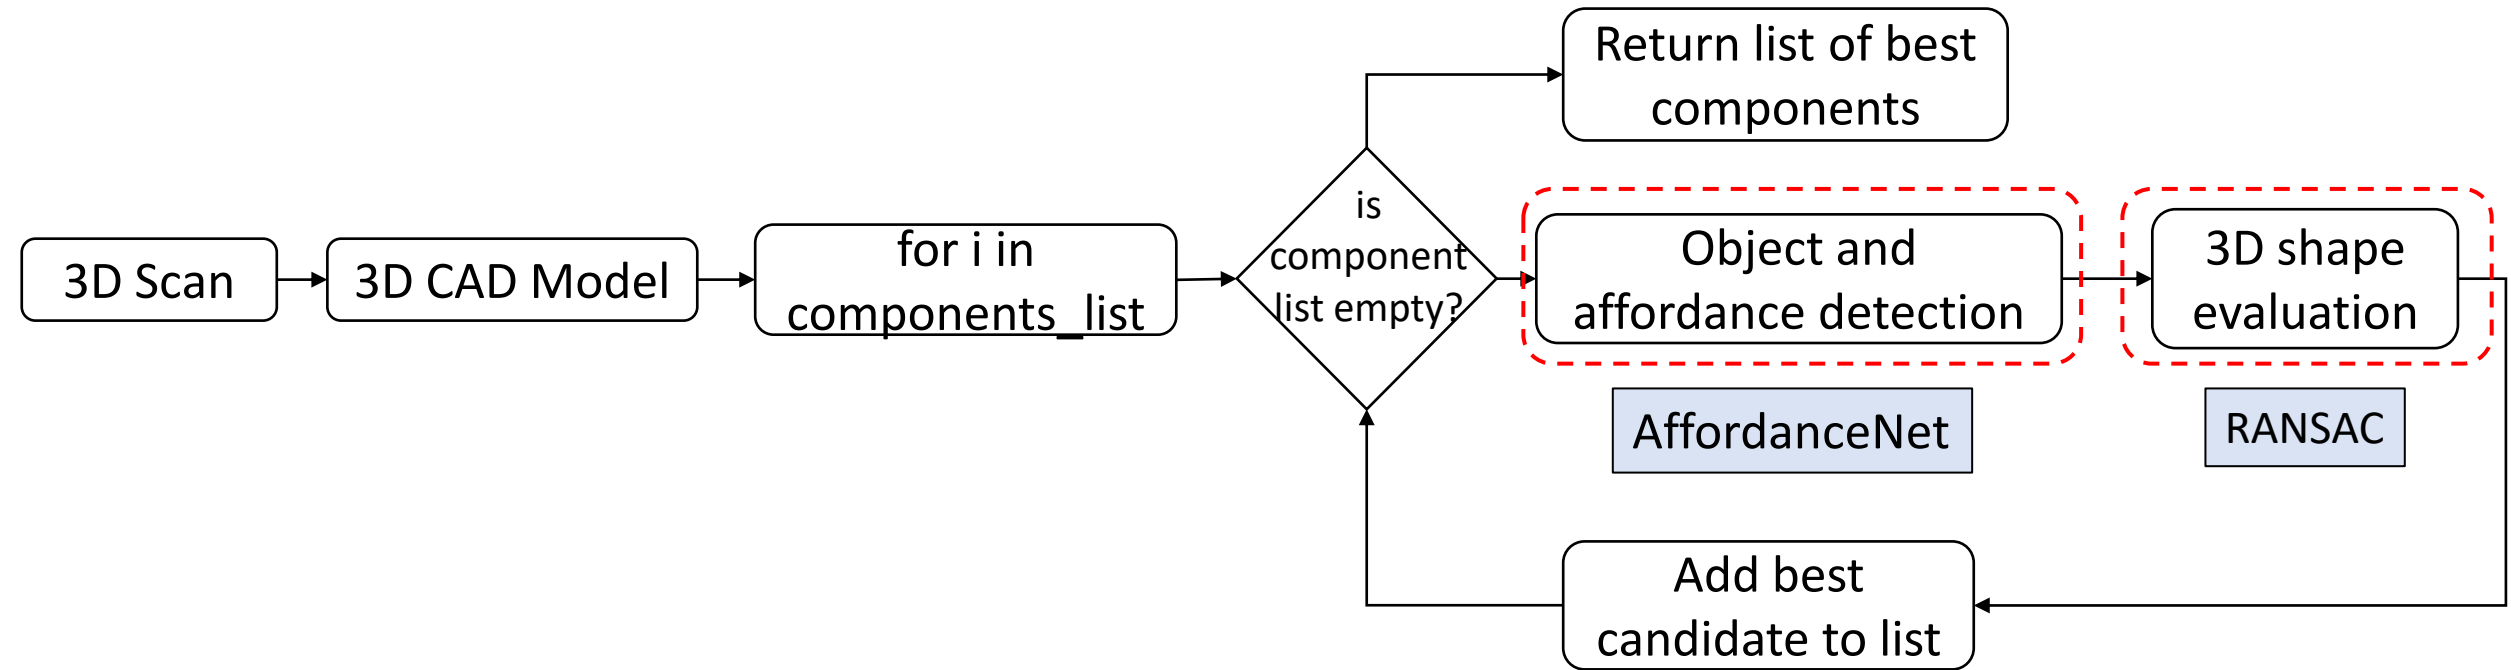 3D Scan
3D CAD Model
for i in
components_list
is
component
list empty?
Return list of best
components
Object and
affordance detection
AffordanceNet
3D shape
evaluation
RANSAC
Add best
candidate to list